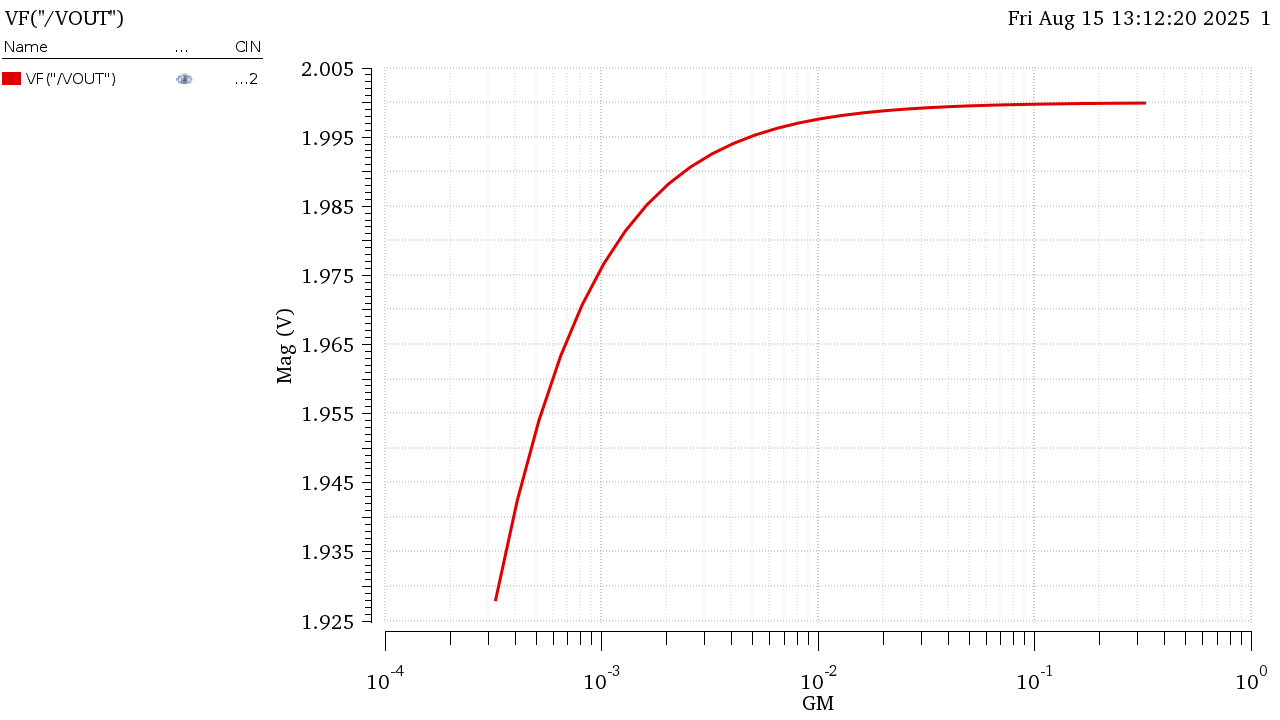 VF("/VOUT")
Fri Aug 15 13:12:20 2025 1
Name ... CIN
VF("/VOUT") ...2
2.005
1.995
1.985
1.975
1.965
1.955
1.945
1.935
1.925
Mag (V)
10^-4 10^-3 10^-2 10^-1 10^0
GM